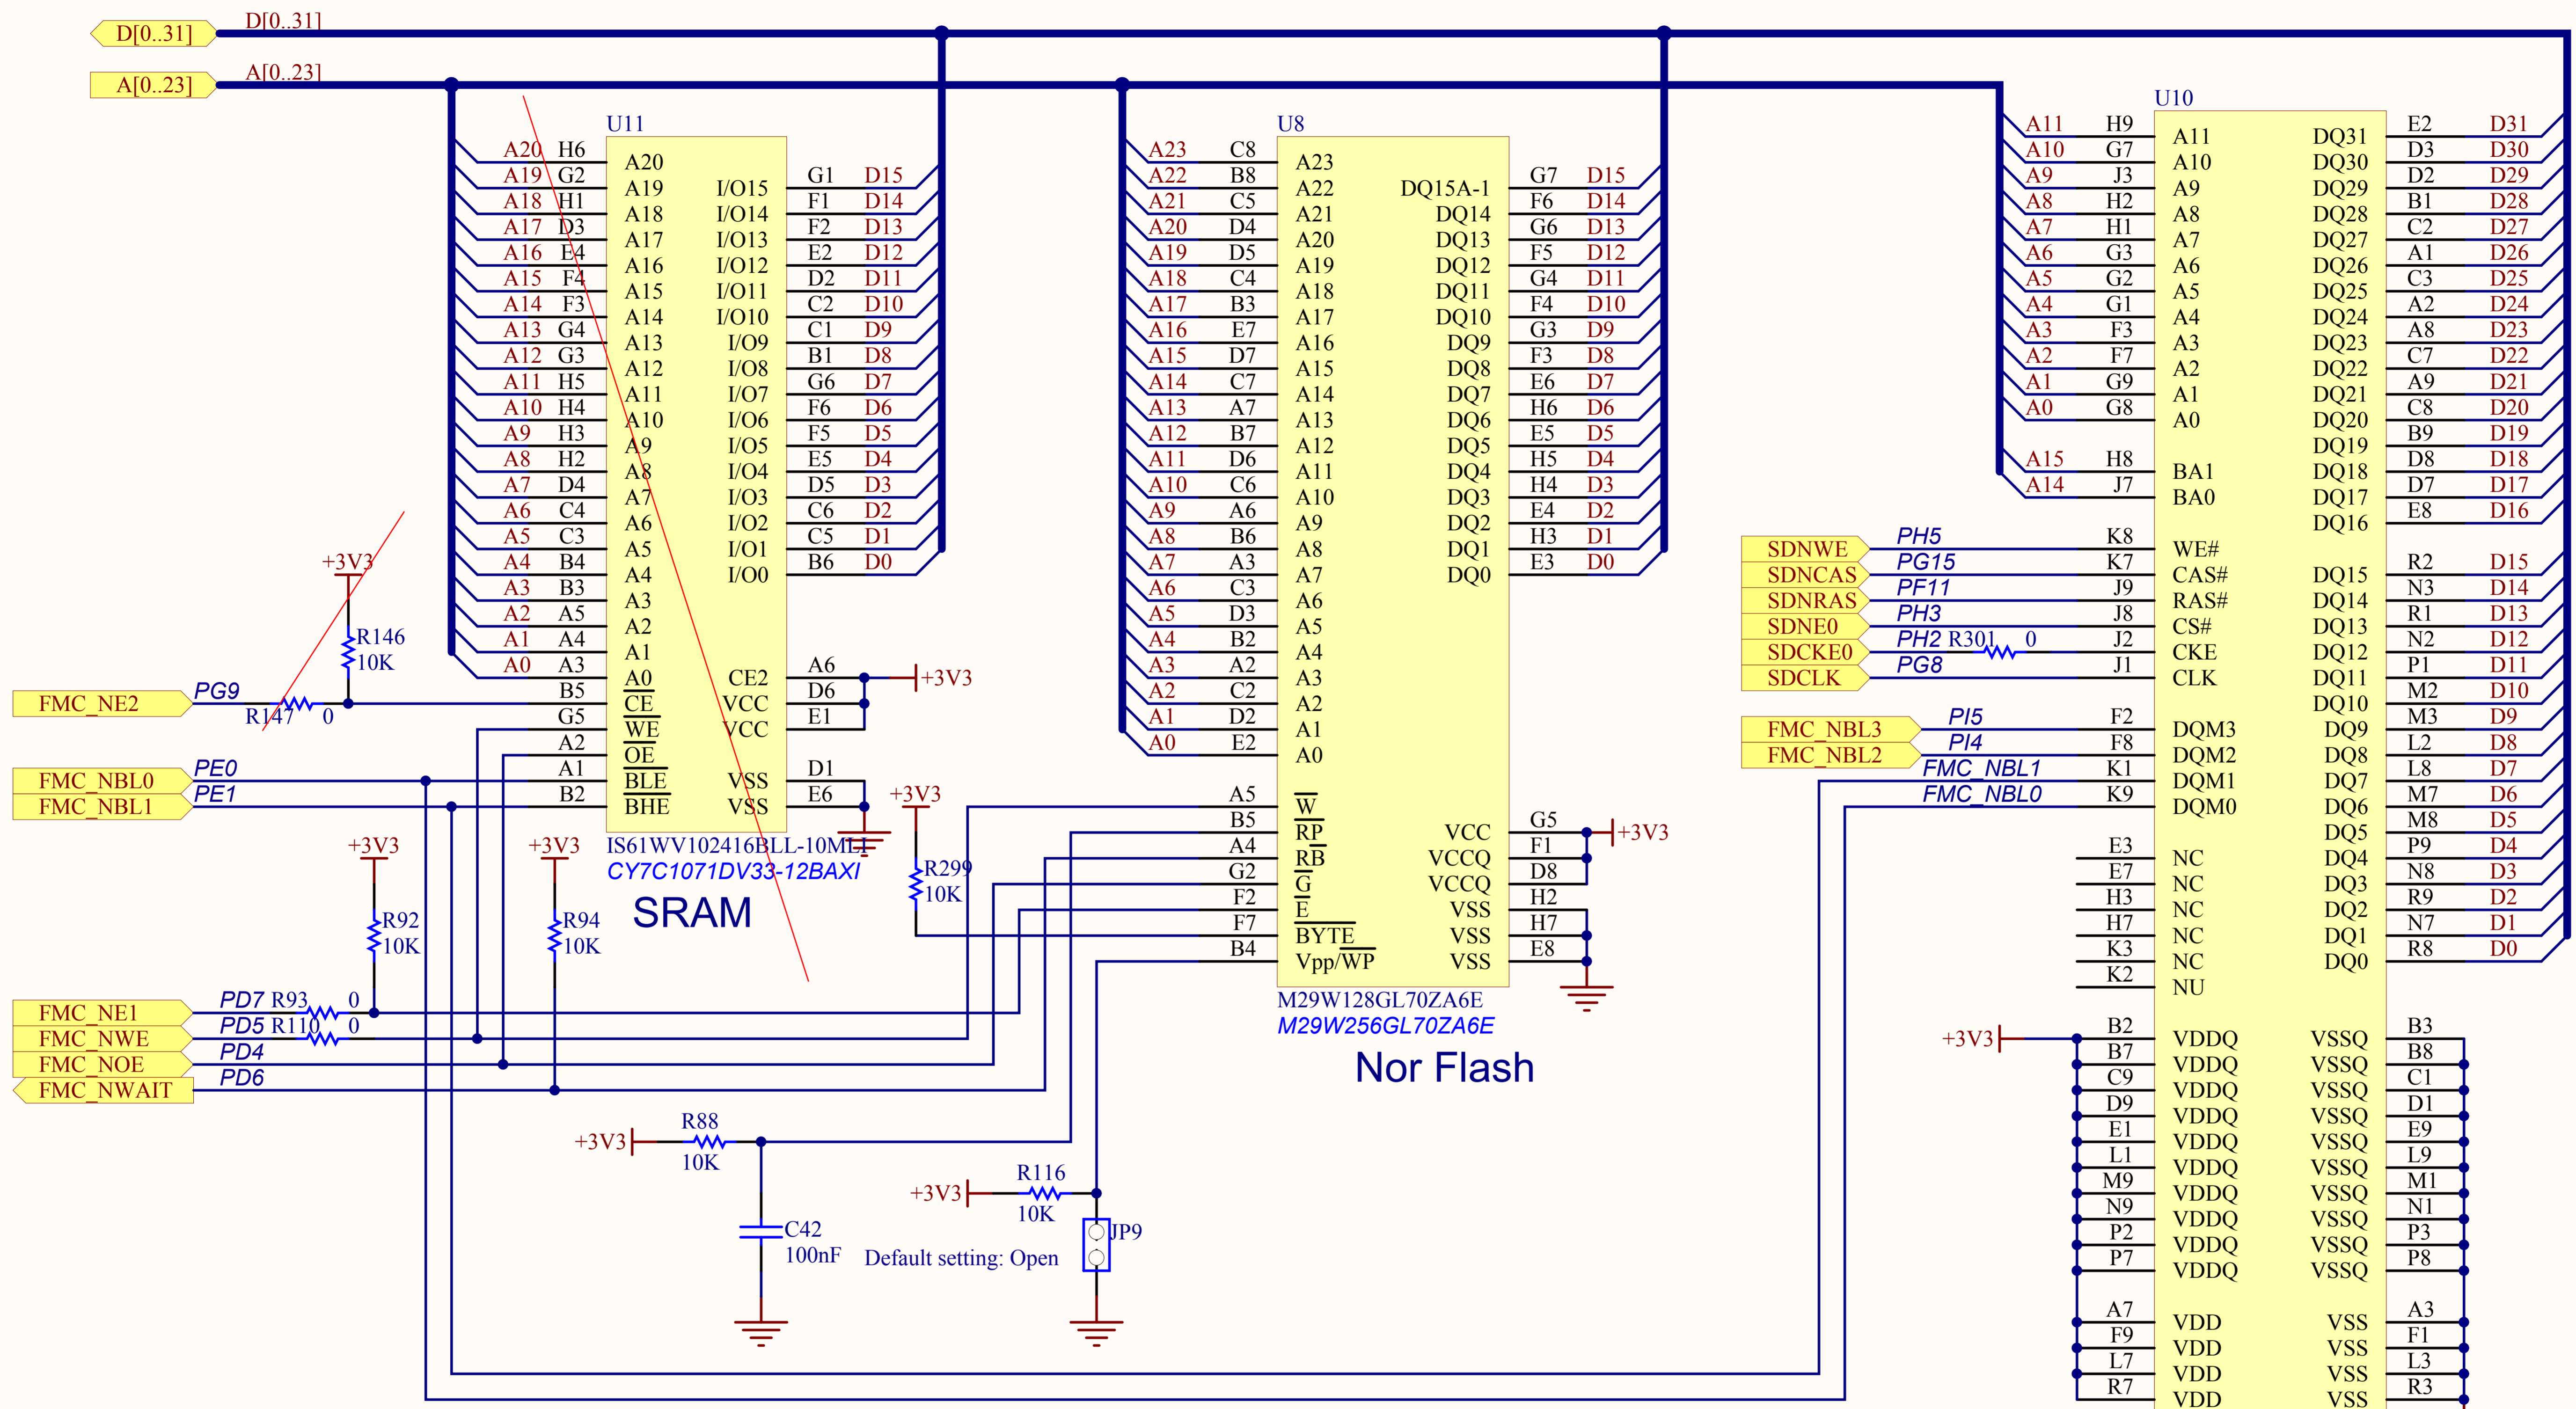 D[0..31] D[0..31]
A[0..23] A[0..23]
U11
A20 H6 A20
A19 G2 A19 I/O15 G1 D15
A18 H1 A18 I/O14 F1 D14
A17 D3 A17 I/O13 F2 D13
A16 E4 A16 I/O12 E2 D12
A15 F4 A15 I/O11 D2 D11
A14 F3 A14 I/O10 C2 D10
A13 G4 A13 I/O9 C1 D9
A12 G3 A12 I/O8 B1 D8
A11 H5 A11 I/O7 G6 D7
A10 H4 A10 I/O6 F6 D6
A9 H3 A9 I/O5 F5 D5
A8 H2 A8 I/O4 E5 D4
A7 D4 A7 I/O3 D5 D3
A6 C4 A6 I/O2 C6 D2
A5 C3 A5 I/O1 C5 D1
A4 B4 A4 I/O0 B6 D0
A3 B3 A3
A2 A5 A2
A1 A4 A1
A0 A3 A0 CE2 A6 +3V3
B5 CE VCC D6
G5 WE VCC E1
A2 OE
A1 BLE VSS D1
B2 BHE VSS E6
IS61WV102416BLL-10MLI
CY7C1071DV33-12BAXI
SRAM
+3V3
R146
10K
FMC_NE2 PG9 R147 0
FMC_NBL0 PE0
FMC_NBL1 PE1
+3V3
R92
10K
+3V3
R94
10K
+3V3
R299
10K
FMC_NE1 PD7 R93 0
FMC_NWE PD5 R110 0
FMC_NOE PD4
FMC_NWAIT PD6
+3V3 R88
10K
C42
100nF
+3V3 R116
10K
JP9
Default setting: Open
U8
A23 C8 A23
A22 B8 A22 DQ15A-1 G7 D15
A21 C5 A21 DQ14 F6 D14
A20 D4 A20 DQ13 G6 D13
A19 D5 A19 DQ12 F5 D12
A18 C4 A18 DQ11 G4 D11
A17 B3 A17 DQ10 F4 D10
A16 E7 A16 DQ9 G3 D9
A15 D7 A15 DQ8 F3 D8
A14 C7 A14 DQ7 E6 D7
A13 A7 A13 DQ6 H6 D6
A12 B7 A12 DQ5 E5 D5
A11 D6 A11 DQ4 H5 D4
A10 C6 A10 DQ3 H4 D3
A9 A6 A9 DQ2 E4 D2
A8 B6 A8 DQ1 H3 D1
A7 A3 A7 DQ0 E3 D0
A6 C3 A6
A5 D3 A5
A4 B2 A4
A3 A2 A3
A2 C2 A2
A1 D2 A1
A0 E2 A0
A5 W
B5 RP VCC G5 +3V3
A4 RB VCCQ F1
G2 G VCCQ D8
F2 E VSS H2
F7 BYTE VSS H7
B4 Vpp/WP VSS E8
M29W128GL70ZA6E
M29W256GL70ZA6E
Nor Flash
U10
A11 H9 A11 DQ31 E2 D31
A10 G7 A10 DQ30 D3 D30
A9 J3 A9 DQ29 D2 D29
A8 H2 A8 DQ28 B1 D28
A7 H1 A7 DQ27 C2 D27
A6 G3 A6 DQ26 A1 D26
A5 G2 A5 DQ25 C3 D25
A4 G1 A4 DQ24 A2 D24
A3 F3 A3 DQ23 A8 D23
A2 F7 A2 DQ22 C7 D22
A1 G9 A1 DQ21 A9 D21
A0 G8 A0 DQ20 C8 D20
DQ19 B9 D19
A15 H8 BA1 DQ18 D8 D18
A14 J7 BA0 DQ17 D7 D17
DQ16 E8 D16
SDNWE PH5 K8 WE#
SDNCAS PG15 K7 CAS# DQ15 R2 D15
SDNRAS PF11 J9 RAS# DQ14 N3 D14
SDNE0 PH3 J8 CS# DQ13 R1 D13
SDCKE0 PH2 R301 0 J2 CKE DQ12 N2 D12
SDCLK PG8 J1 CLK DQ11 P1 D11
DQ10 M2 D10
FMC_NBL3 PI5 F2 DQM3 DQ9 M3 D9
FMC_NBL2 PI4 F8 DQM2 DQ8 L2 D8
FMC_NBL1 K1 DQM1 DQ7 L8 D7
FMC_NBL0 K9 DQM0 DQ6 M7 D6
DQ5 M8 D5
E3 NC DQ4 P9 D4
E7 NC DQ3 N8 D3
H3 NC DQ2 R9 D2
H7 NC DQ1 N7 D1
K3 NC DQ0 R8 D0
K2 NU
+3V3 B2 VDDQ VSSQ B3
B7 VDDQ VSSQ B8
C9 VDDQ VSSQ C1
D9 VDDQ VSSQ D1
E1 VDDQ VSSQ E9
L1 VDDQ VSSQ L9
M9 VDDQ VSSQ M1
N9 VDDQ VSSQ N1
P2 VDDQ VSSQ P3
P7 VDDQ VSSQ P8
A7 VDD VSS A3
F9 VDD VSS F1
L7 VDD VSS L3
R7 VDD VSS R3